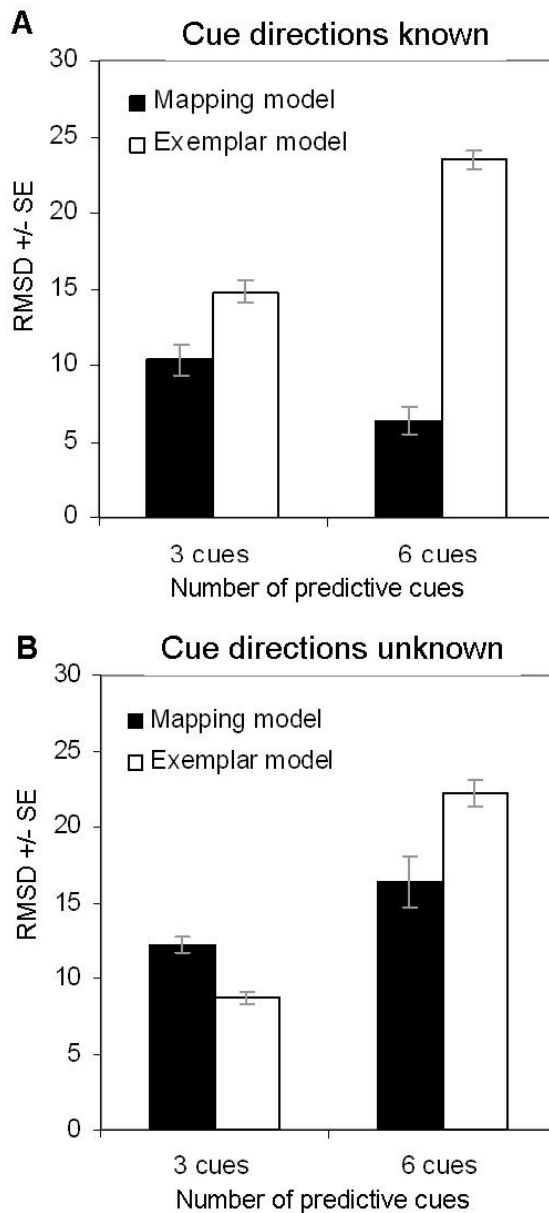 A
Cue directions known
30
25
20
15
10
5
0
RMSD +/- SE
Mapping model
Exemplar model
3 cues
6 cues
Number of predictive cues
B
Cue directions unknown
30
25
20
15
10
5
0
RMSD +/- SE
Mapping model
Exemplar model
3 cues
6 cues
Number of predictive cues